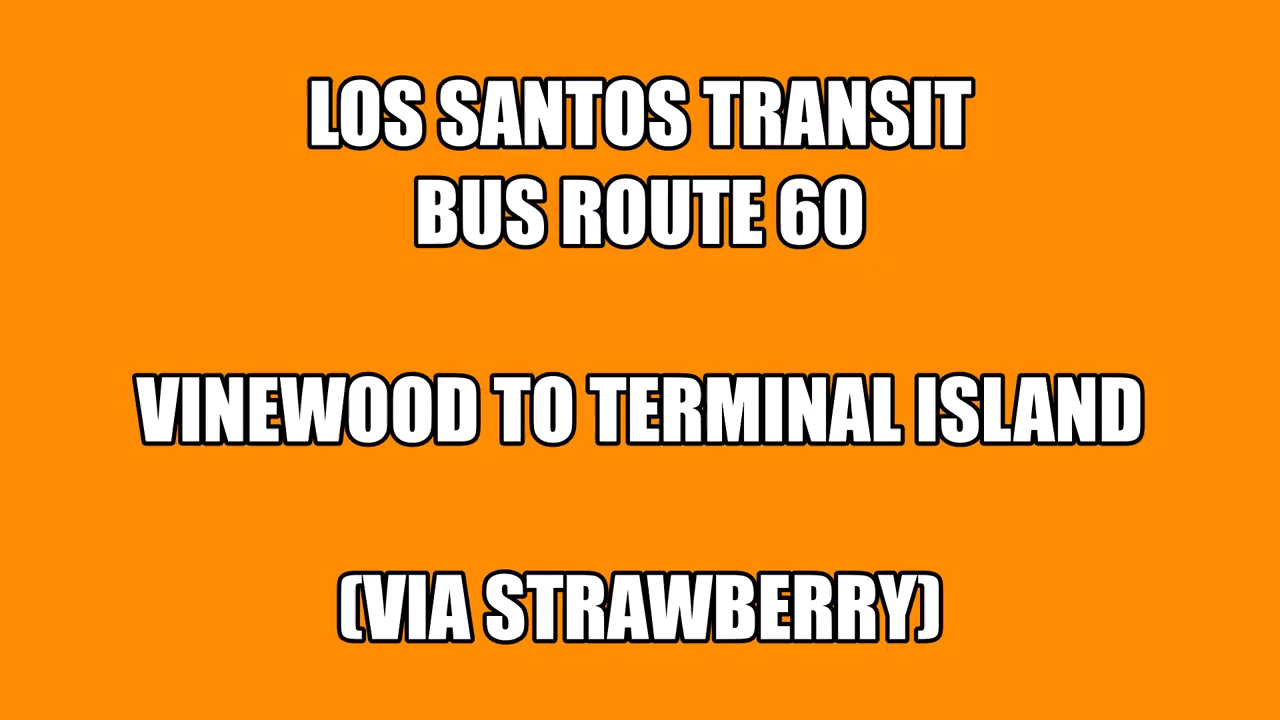 LOS SANTOS TRANSIT
BUS ROUTE 60
VINEWOOD TO TERMINAL ISLAND
(VIA STRAWBERRY)